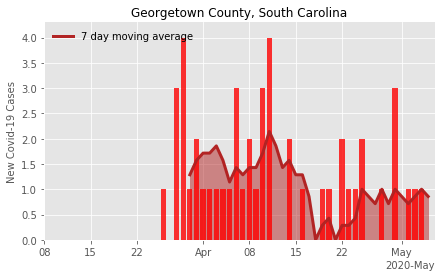 Georgetown County, South Carolina
7 day moving average
New Covid-19 Cases
4.0
3.5
3.0
2.5
2.0
1.5
1.0
0.5
0.0
08 15 22 Apr 08 15 22 May
2020-May